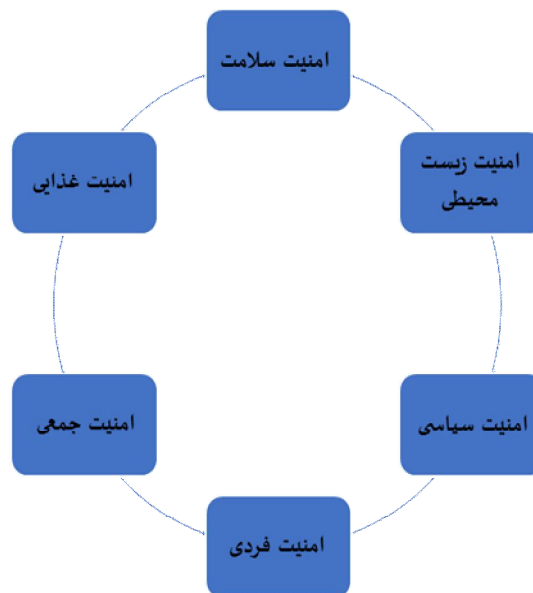 امنیت سلامت
امنیت زیست
محیطی
امنیت غذایی
امنیت سیاسی
امنیت جمعی
امنیت فردی